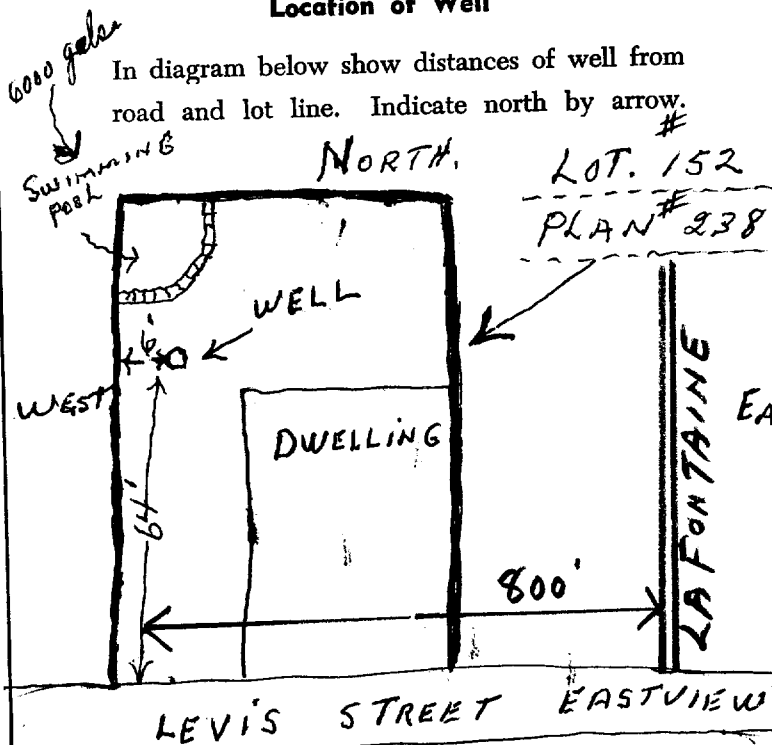 Location of Well
In diagram below show distances of well from
road and lot line. Indicate north by arrow.
6000 gals.
SWIMMING
POOL
NORTH.
LOT. # 152
PLAN # 238
WELL
6'
WEST
DWELLING
LAFONTAINE
EA
64'
800'
LEVIS STREET EASTVIEW